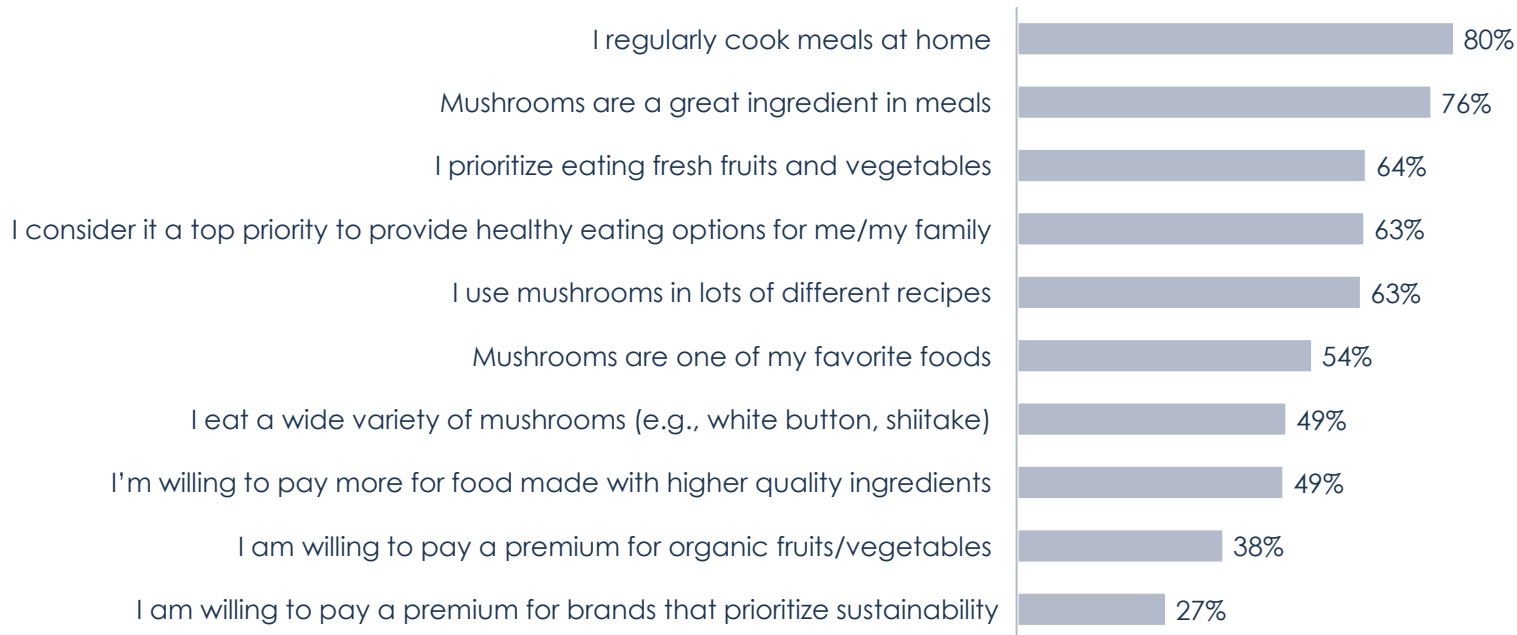 I regularly cook meals at home 80%
Mushrooms are a great ingredient in meals 76%
I prioritize eating fresh fruits and vegetables 64%
I consider it a top priority to provide healthy eating options for me/my family 63%
I use mushrooms in lots of different recipes 63%
Mushrooms are one of my favorite foods 54%
I eat a wide variety of mushrooms (e.g., white button, shiitake) 49%
I’m willing to pay more for food made with higher quality ingredients 49%
I am willing to pay a premium for organic fruits/vegetables 38%
I am willing to pay a premium for brands that prioritize sustainability 27%